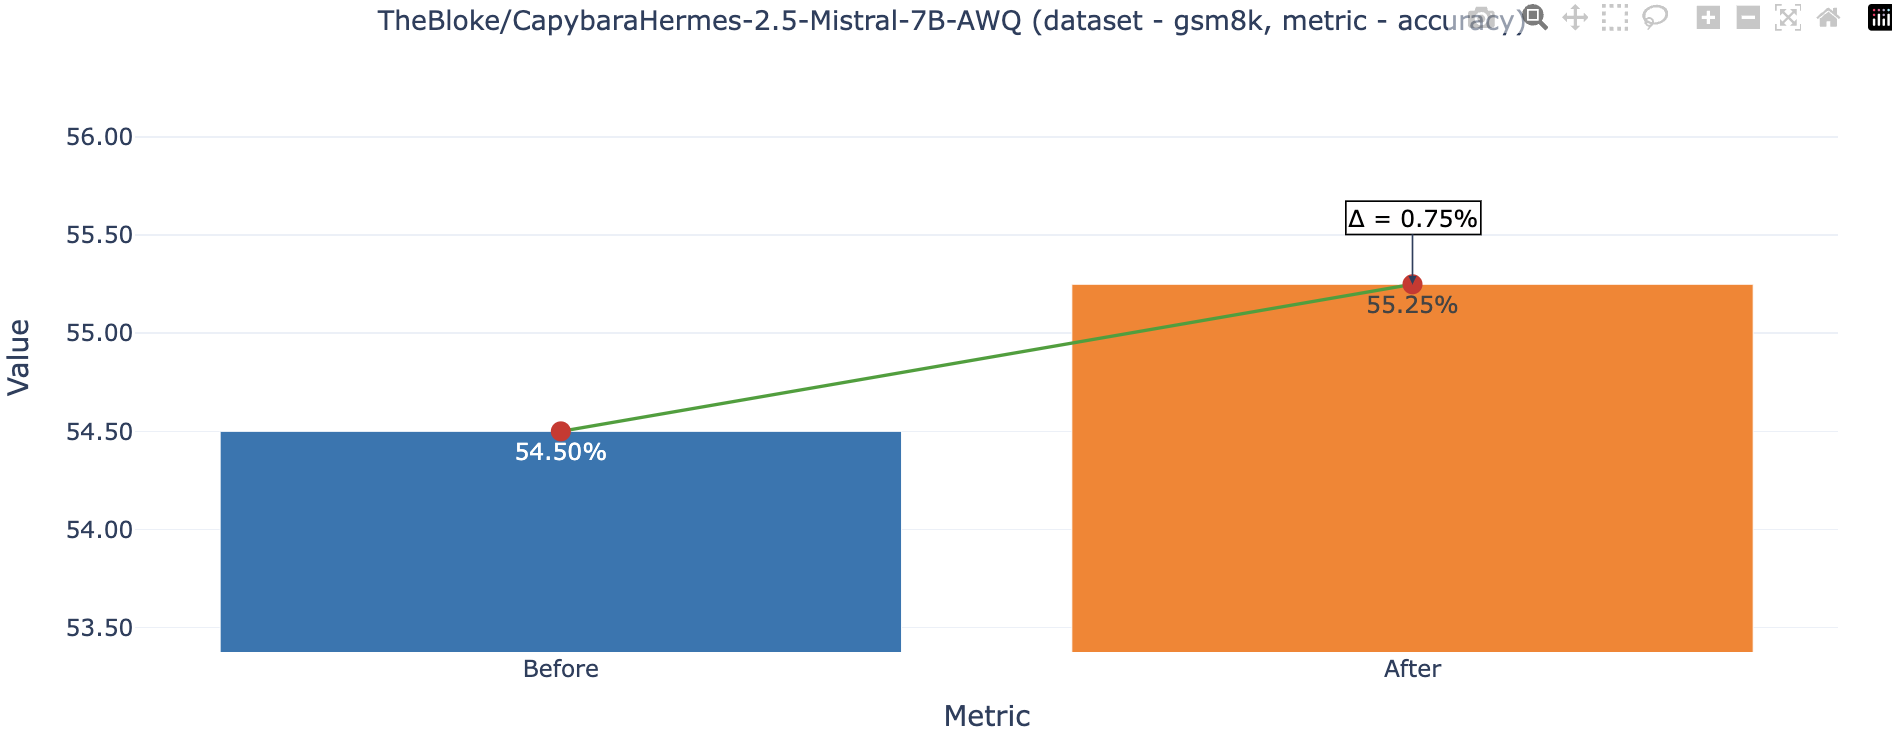 TheBloke/CapybaraHermes-2.5-Mistral-7B-AWQ (dataset - gsm8k, metric - accuracy)
56.00
55.50
55.00
54.50
54.00
53.50
Value
Δ = 0.75%
55.25%
54.50%
Before
After
Metric